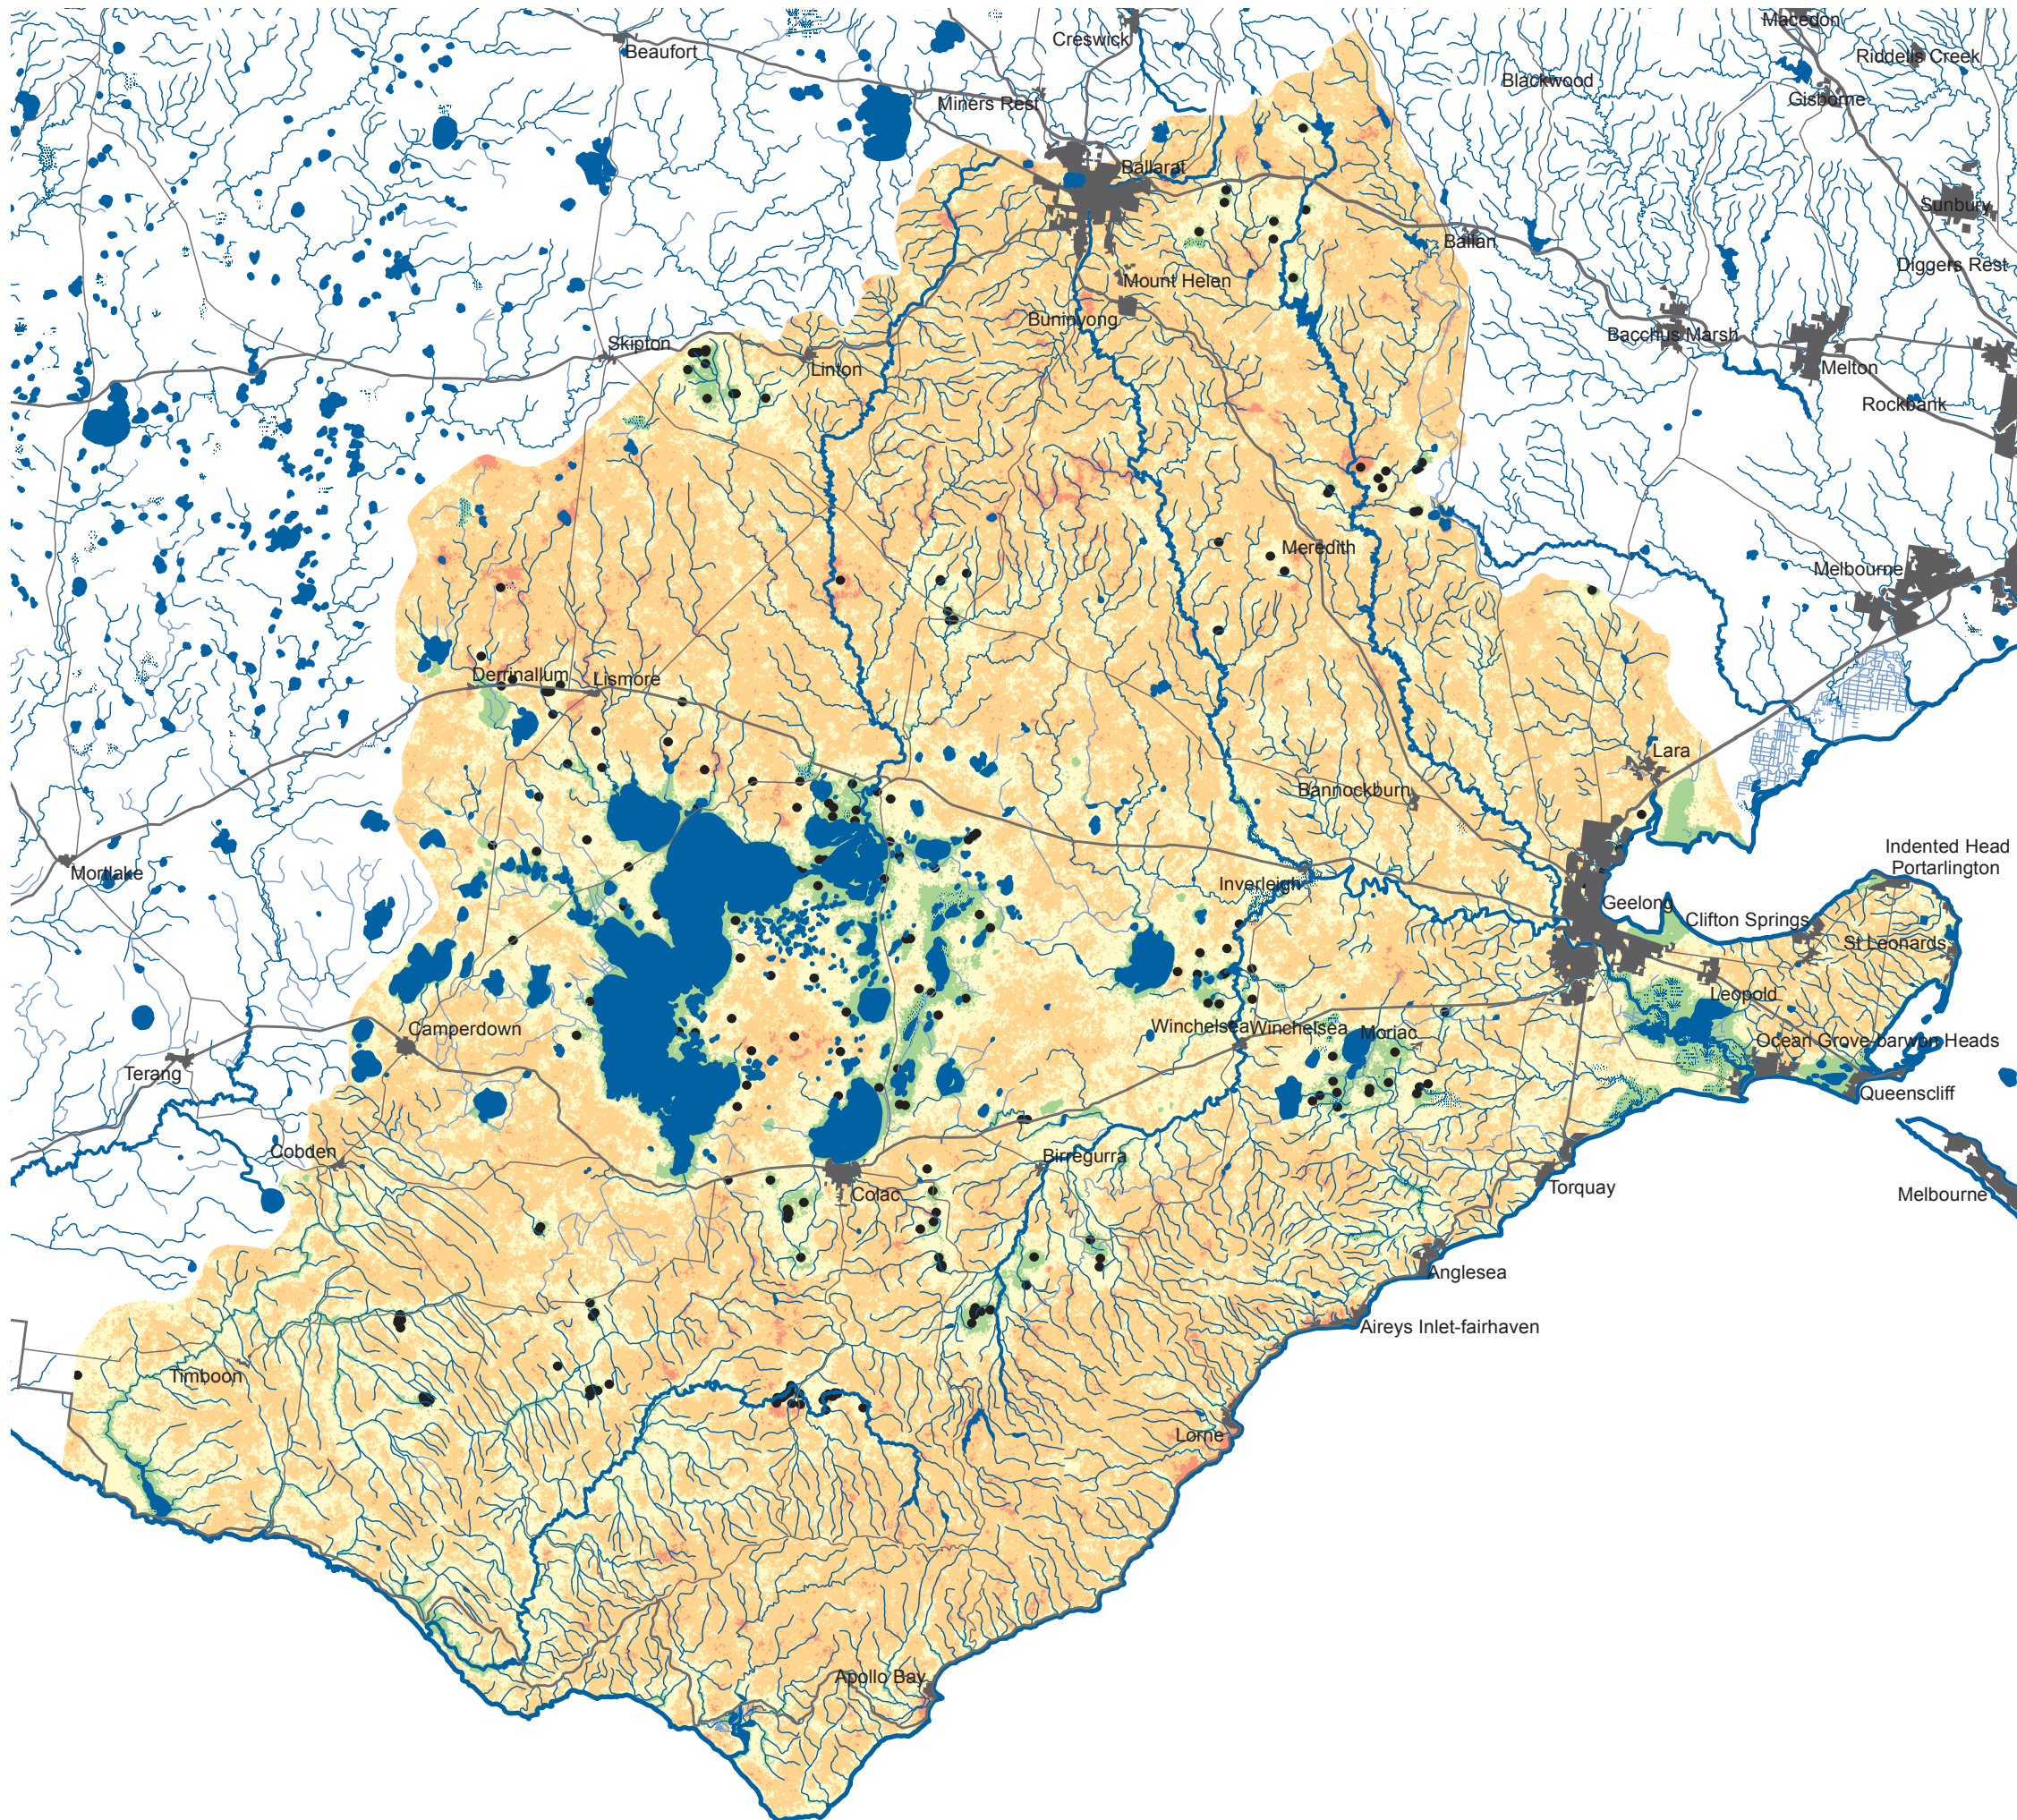 Macedon
Creswick
Beaufort
Riddells Creek
Blackwood
Miners Rest
Gisborne
Ballarat
Sunbury
Ballan
Diggers Rest
Mount Helen
Buninyong
Bacchus Marsh
Skipton
Linton
Melton
Rockbank
Meredith
Melbourne
Derrinallum
Lismore
Lara
Bannockburn
Indented Head
Portarlington
Mortlake
Inverleigh
Geelong
Clifton Springs
St Leonards
Leopold
Camperdown
Winchelsea
Winchelsea
Moriac
Ocean Grove-barwon Heads
Terang
Queenscliff
Cobden
Birregurra
Colac
Torquay
Melbourne
Anglesea
Aireys Inlet-fairhaven
Timboon
Lorne
Apollo Bay